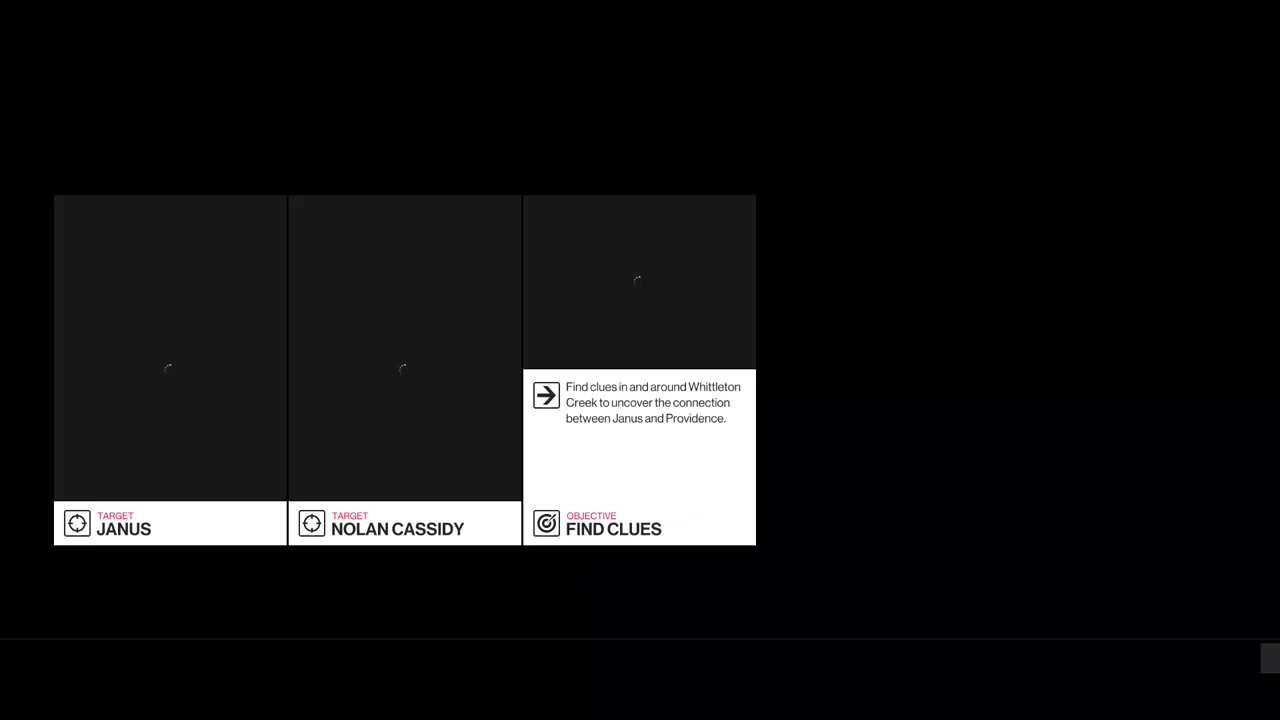 TARGET
JANUS
TARGET
NOLAN CASSIDY
Find clues in and around Whittleton
Creek to uncover the connection
between Janus and Providence.
OBJECTIVE
FIND CLUES